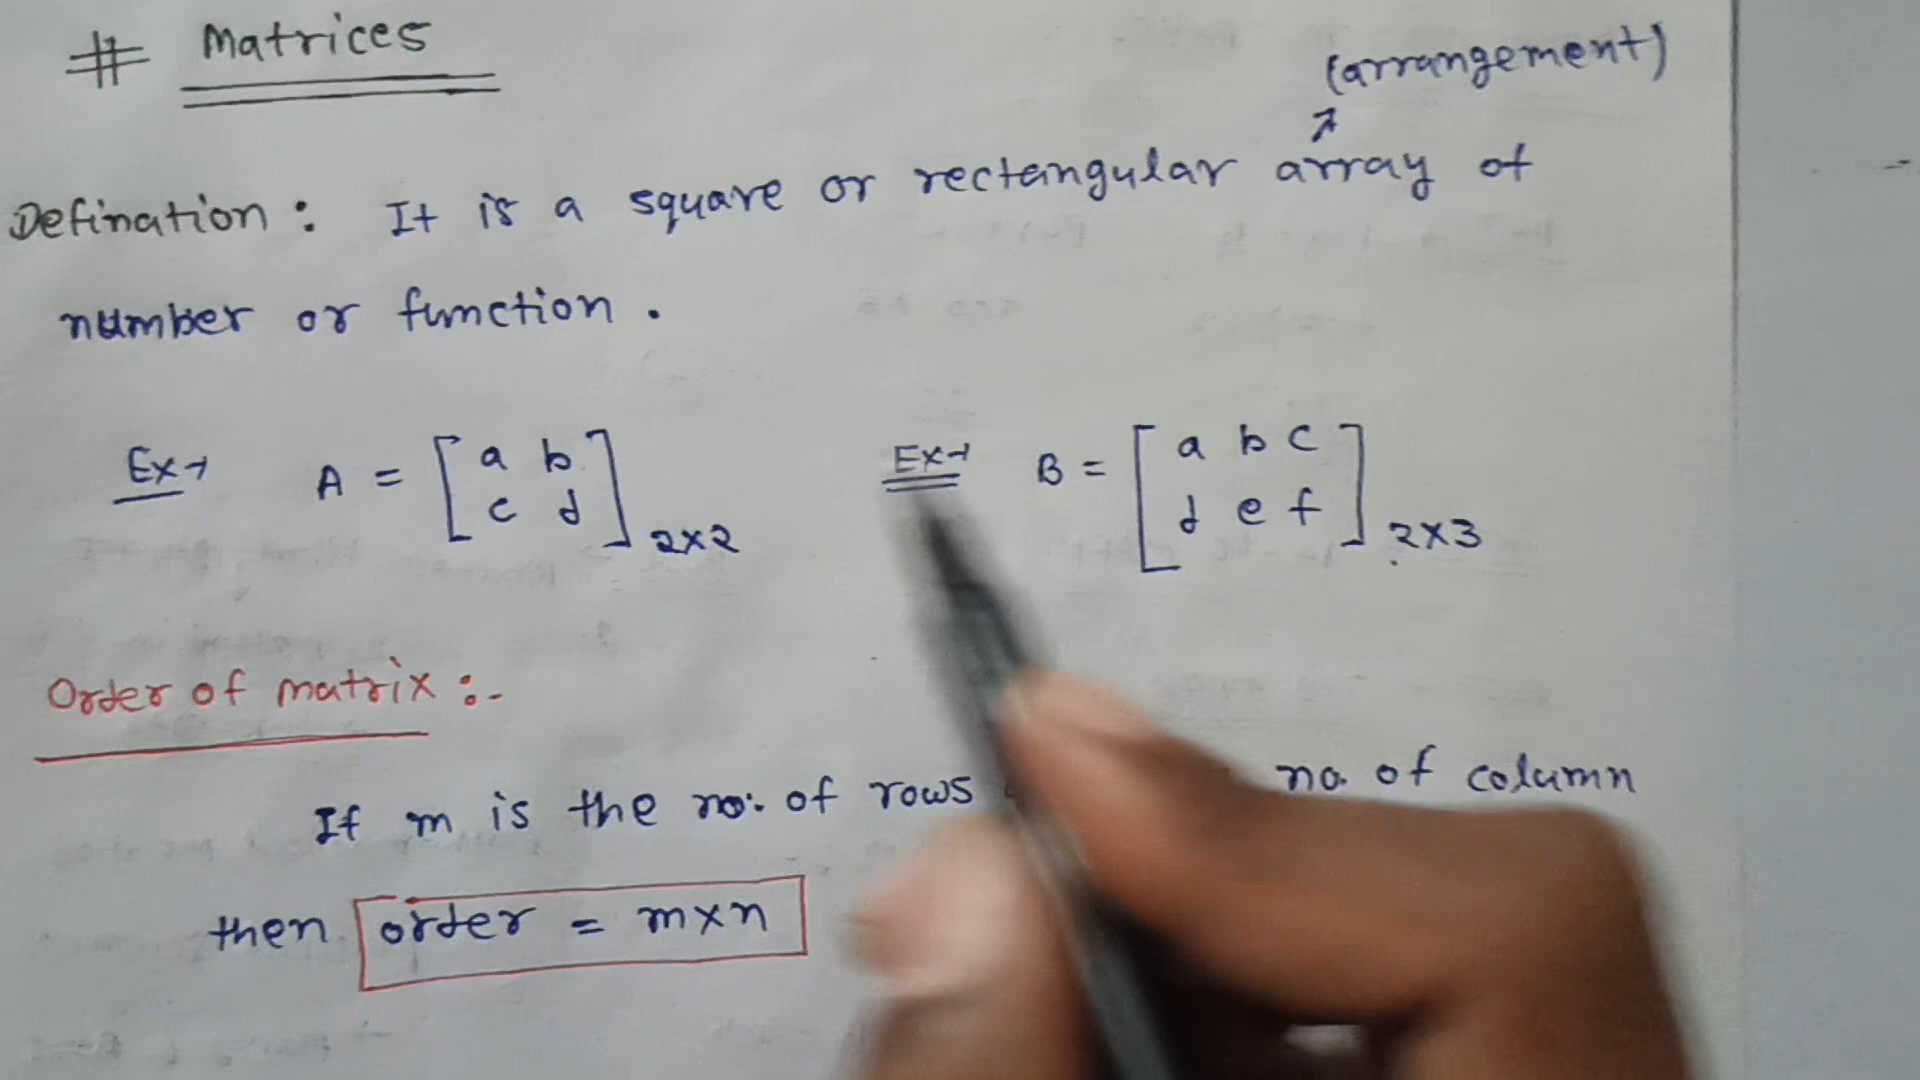 # Matrices
(arrangement)
Defination : It is a square or rectangular array of
number or function .
Ex→ A = [a b
c d] 2x2
Ex→ B = [a b c
d e f] 2x3
Order of matrix :-
If m is the no. of rows no. of column
then order = mxn